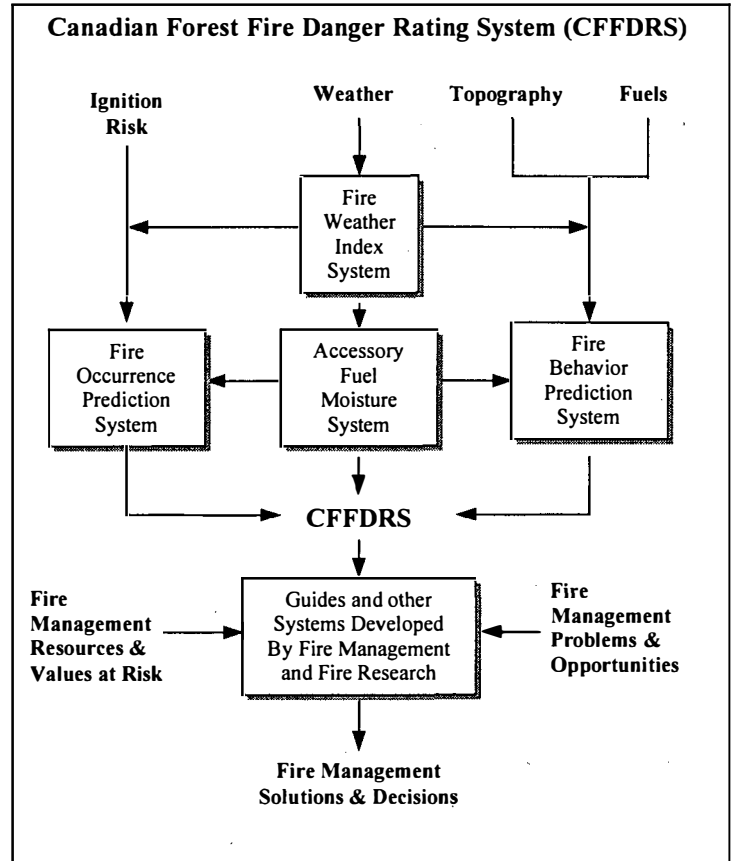 Canadian Forest Fire Danger Rating System (CFFDRS)
Ignition
Risk
Weather
Topography
Fuels
Fire
Weather
Index
System
Fire
Occurrence
Prediction
System
Accessory
Fuel
Moisture
System
Fire
Behavior
Prediction
System
CFFDRS
Fire
Management
Resources &
Values at Risk
Guides and other
Systems Developed
By Fire Management
and Fire Research
Fire
Management
Problems &
Opportunities
Fire Management
Solutions & Decisions